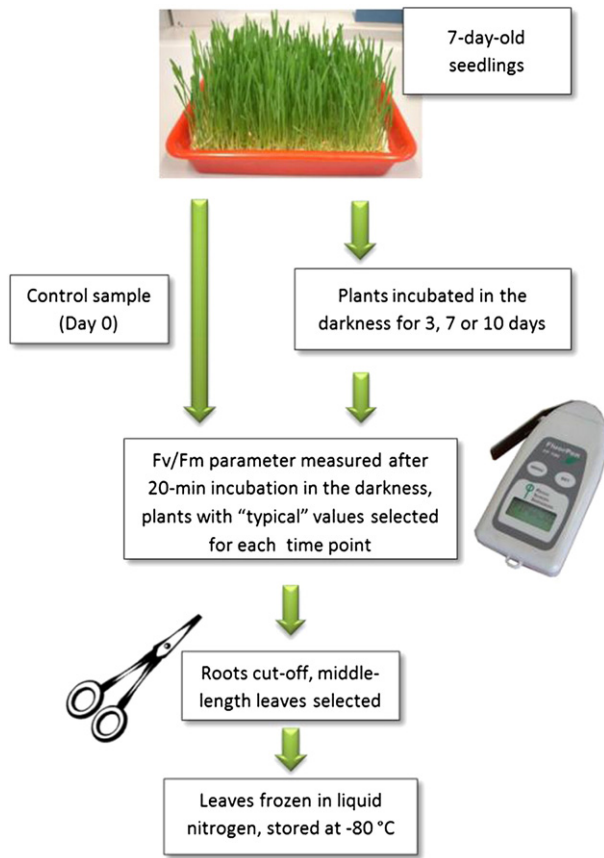 7-day-old
seedlings
Control sample
(Day 0)
Plants incubated in the
darkness for 3, 7 or 10 days
Fv/Fm parameter measured after
20-min incubation in the darkness,
plants with “typical” values selected
for each time point
FluorPen
Roots cut-off, middle-
length leaves selected
Leaves frozen in liquid
nitrogen, stored at -80 °C